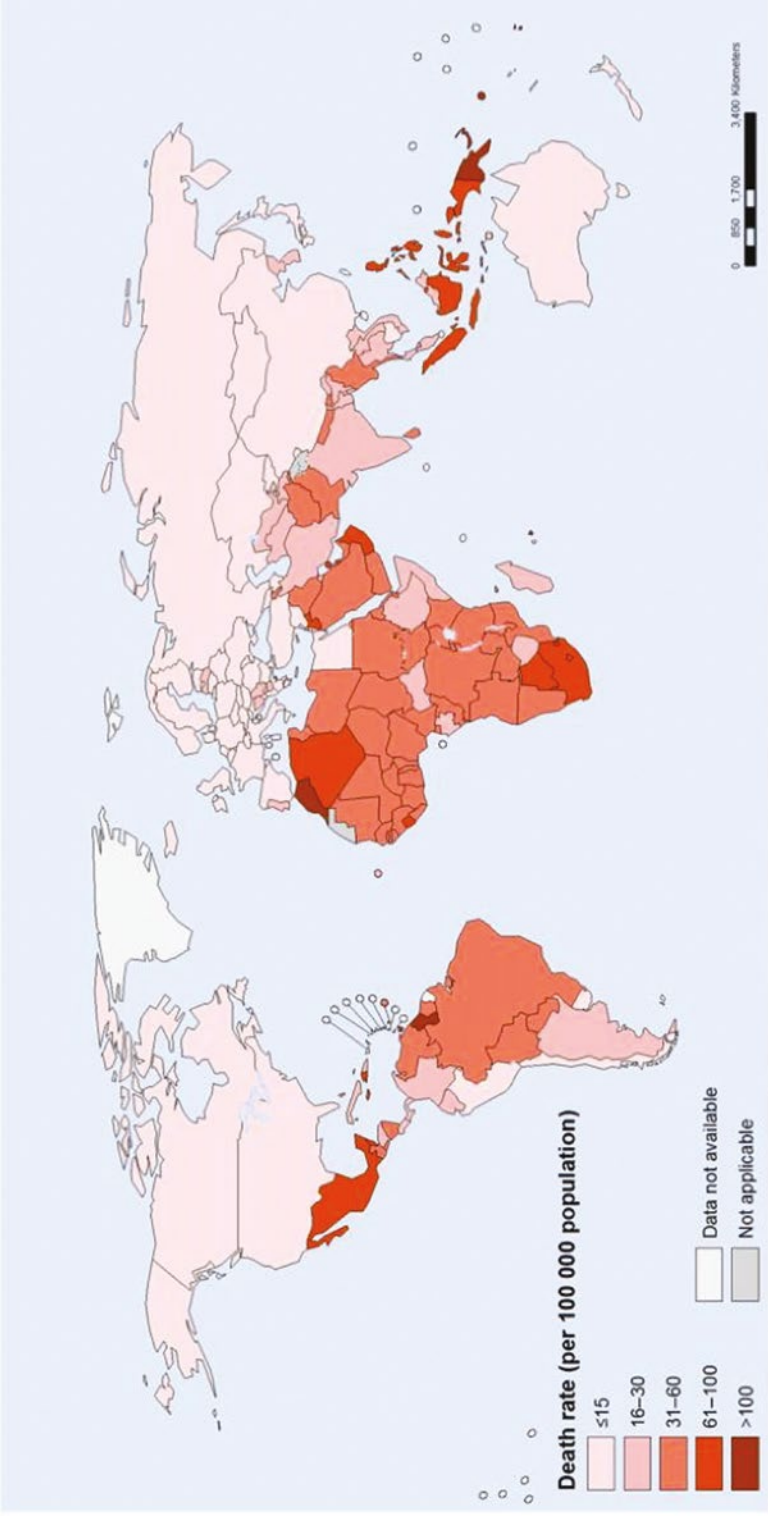 Death rate (per 100 000 population)
≤15
16–30
31–60
61–100
>100
Data not available
Not applicable
0 850 1,700 3,400 Kilometers